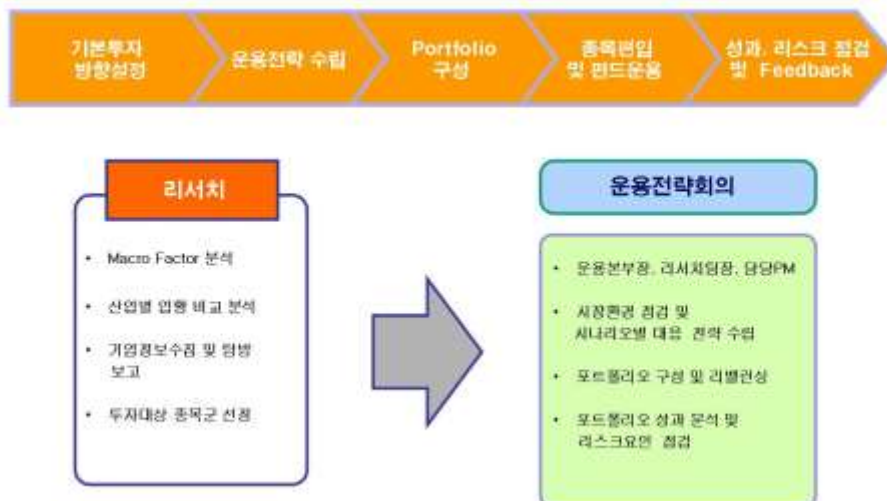 기본투자
방향설정
운용전략 수립
Portfolio
구성
종목편입
및 펀드운용
성과, 리스크 점검
및 Feedback
리서치
• Macro Factor 분석
• 산업별 업황 비교 분석
• 기업정보수집 및 탐방
보고
• 투자대상 종목군 선정
운용전략회의
• 운용본부장, 리서치팀장, 담당PM
• 시장환경 점검 및
시나리오별 대응 전략 수립
• 포트폴리오 구성 및 리밸런싱
• 포트폴리오 성과 분석 및
리스크요인 점검